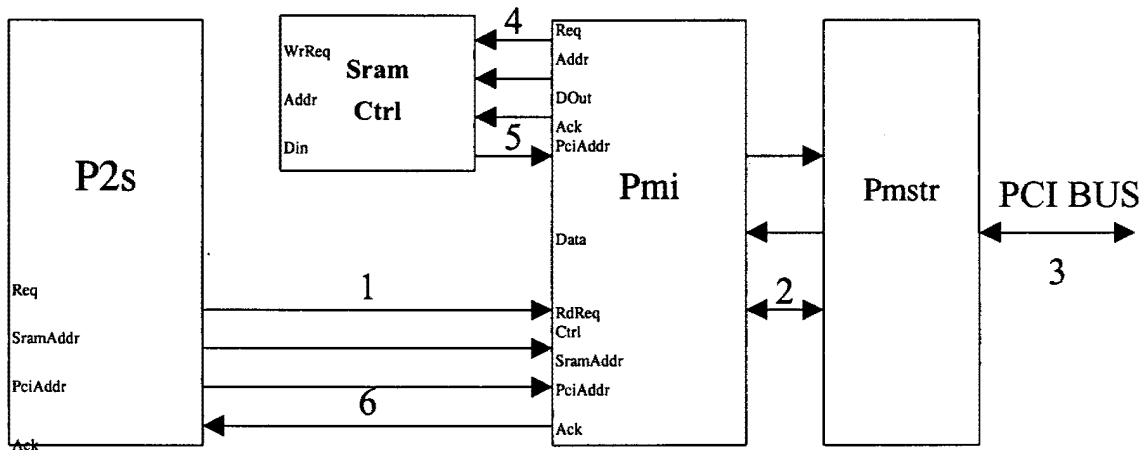 P2s
Req
SramAddr
PciAddr
Ack
WrReq
Addr
Din
Sram
Ctrl
4
5
1
6
Req
Addr
DOut
Ack
PciAddr
Pmi
Data
RdReq
Ctrl
SramAddr
PciAddr
Ack
2
Pmstr
PCI BUS
3